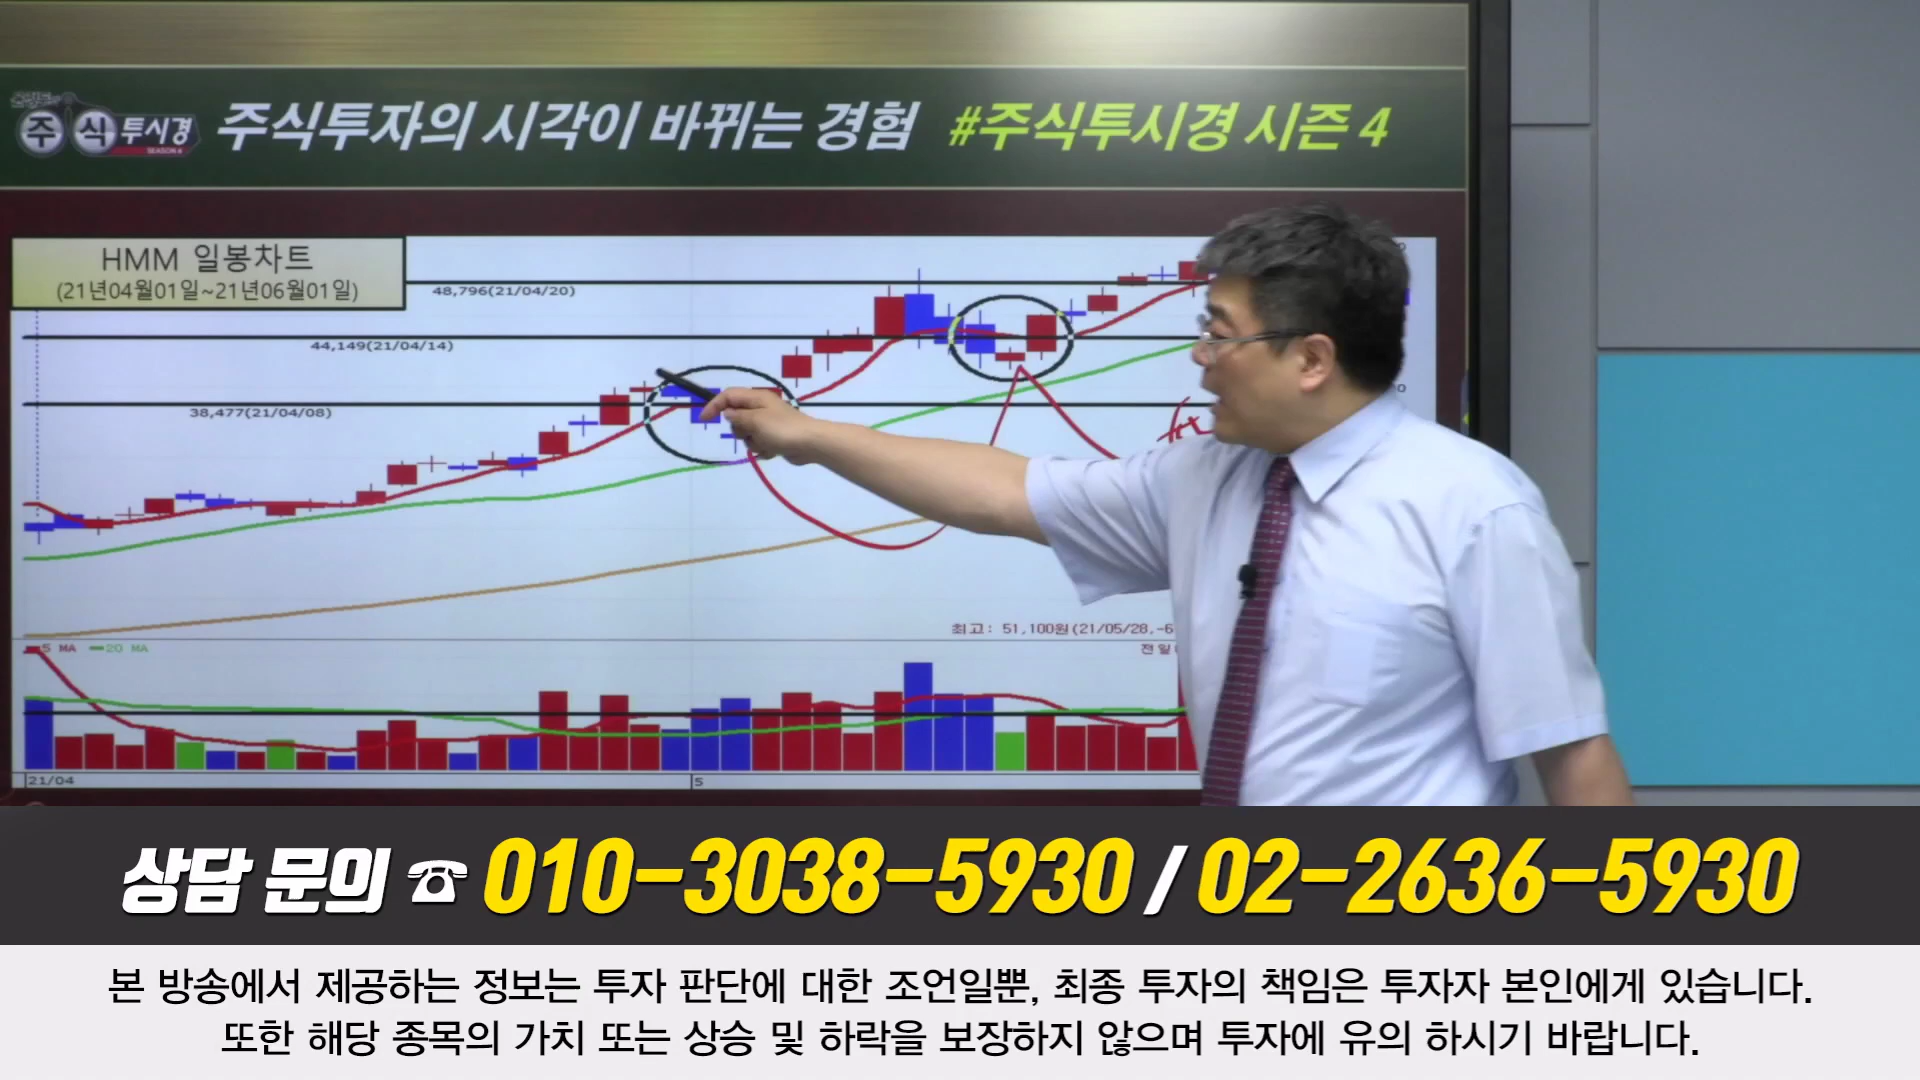 주식투시경 주식투자의 시각이 바뀌는 경험 #주식투시경 시즌 4
SEASON 4
HMM 일봉차트
(21년04월01일~21년06월01일)
48,796(21/04/20)
44,149(21/04/14)
38,477(21/04/08)
최고: 51,100원(21/05/28,-6
전일
5 MA 20 MA
21/04
5
상담 문의 ☎ 010-3038-5930 / 02-2636-5930
본 방송에서 제공하는 정보는 투자 판단에 대한 조언일뿐, 최종 투자의 책임은 투자자 본인에게 있습니다.
또한 해당 종목의 가치 또는 상승 및 하락을 보장하지 않으며 투자에 유의 하시기 바랍니다.